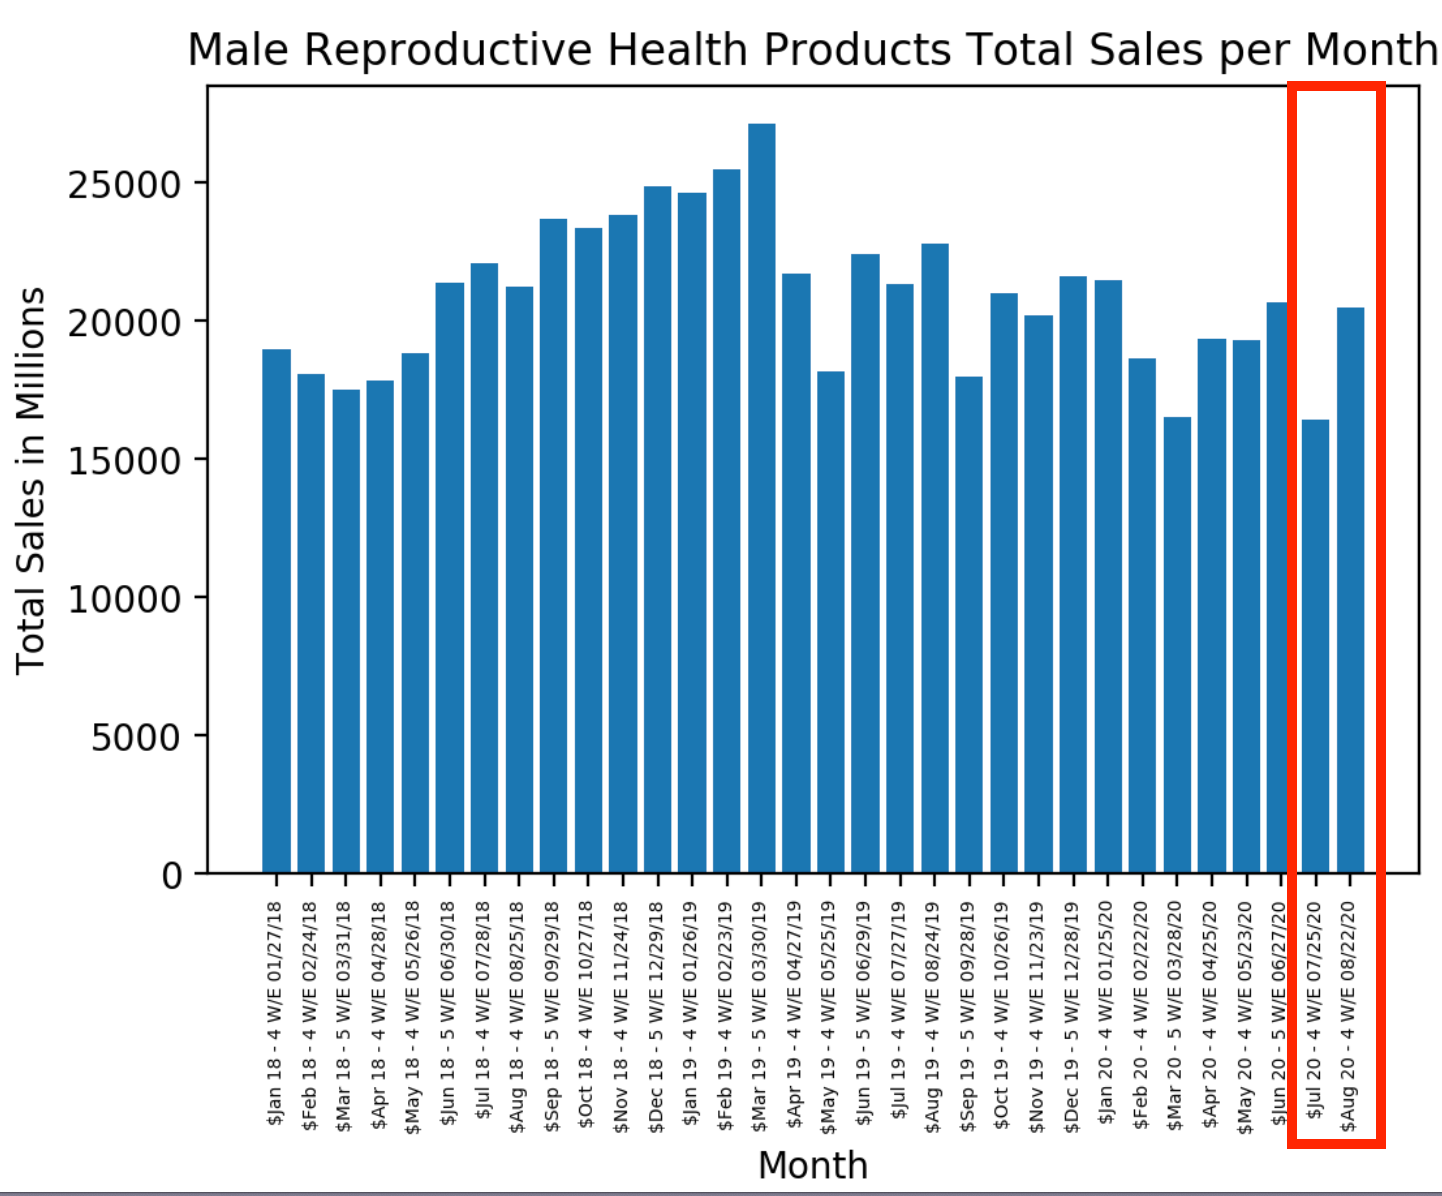 Male Reproductive Health Products Total Sales per Month
Total Sales in Millions
25000
20000
15000
10000
5000
0
$Jan 18 - 4 W/E 01/27/18
$Feb 18 - 4 W/E 02/24/18
$Mar 18 - 5 W/E 03/31/18
$Apr 18 - 4 W/E 04/28/18
$May 18 - 4 W/E 05/26/18
$Jun 18 - 5 W/E 06/30/18
$Jul 18 - 4 W/E 07/28/18
$Aug 18 - 4 W/E 08/25/18
$Sep 18 - 5 W/E 09/29/18
$Oct 18 - 4 W/E 10/27/18
$Nov 18 - 4 W/E 11/24/18
$Dec 18 - 5 W/E 12/29/18
$Jan 19 - 4 W/E 01/26/19
$Feb 19 - 4 W/E 02/23/19
$Mar 19 - 5 W/E 03/30/19
$Apr 19 - 4 W/E 04/27/19
$May 19 - 4 W/E 05/25/19
$Jun 19 - 5 W/E 06/29/19
$Jul 19 - 4 W/E 07/27/19
$Aug 19 - 4 W/E 08/24/19
$Sep 19 - 5 W/E 09/28/19
$Oct 19 - 4 W/E 10/26/19
$Nov 19 - 4 W/E 11/23/19
$Dec 19 - 5 W/E 12/28/19
$Jan 20 - 4 W/E 01/25/20
$Feb 20 - 4 W/E 02/22/20
$Mar 20 - 5 W/E 03/28/20
$Apr 20 - 4 W/E 04/25/20
$May 20 - 4 W/E 05/23/20
$Jun 20 - 5 W/E 06/27/20
$Jul 20 - 4 W/E 07/25/20
$Aug 20 - 4 W/E 08/22/20
Month